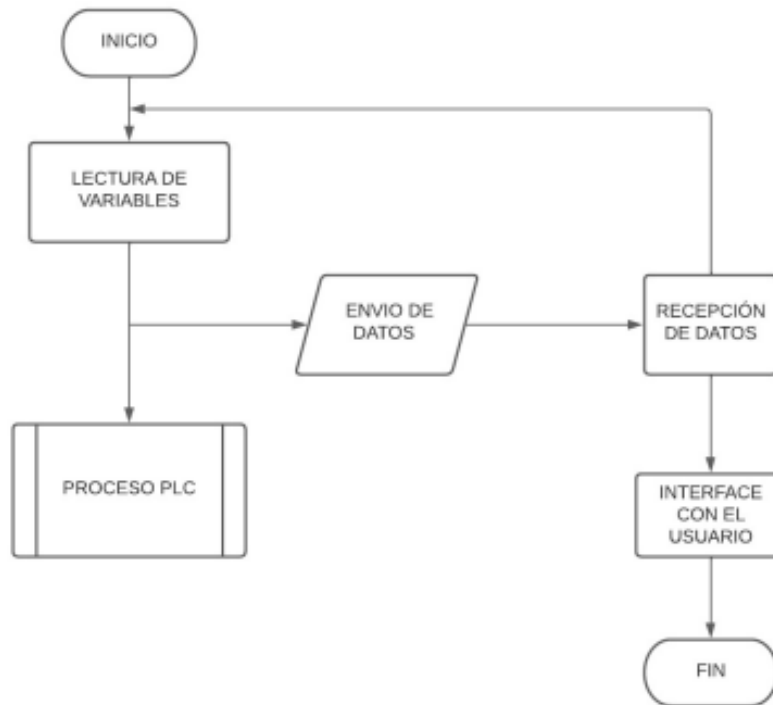 INICIO
LECTURA DE
VARIABLES
ENVIO DE
DATOS
RECEPCIÓN
DE DATOS
PROCESO PLC
INTERFACE
CON EL
USUARIO
FIN